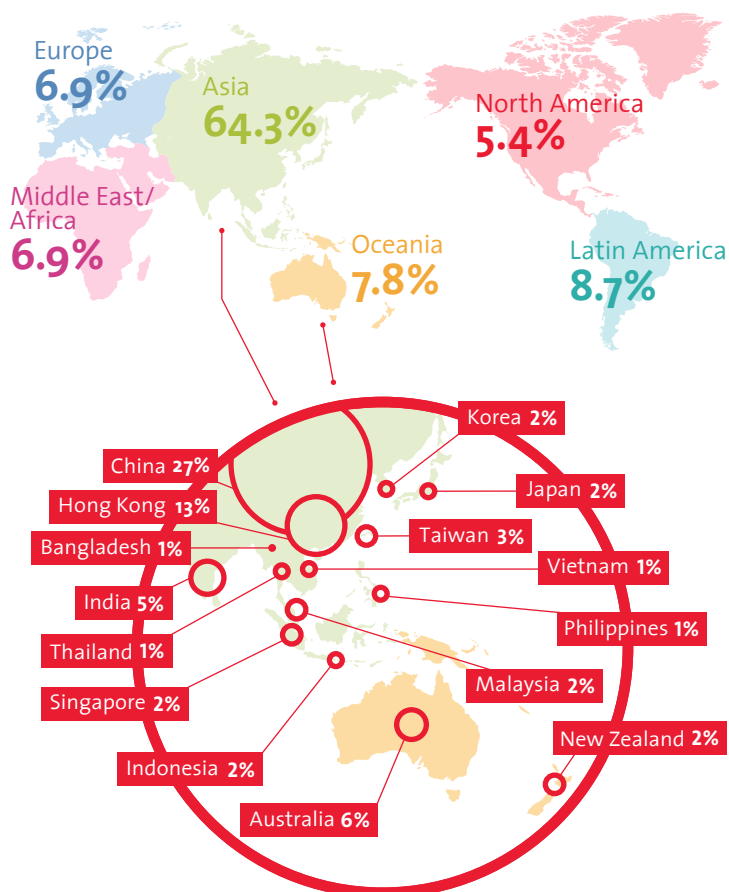 Europe
6.9%
Asia
64.3%
North America
5.4%
Middle East/
Africa
6.9%
Oceania
7.8%
Latin America
8.7%
Korea 2%
China 27%
Japan 2%
Hong Kong 13%
Taiwan 3%
Bangladesh 1%
Vietnam 1%
India 5%
Philippines 1%
Thailand 1%
Malaysia 2%
Singapore 2%
New Zealand 2%
Indonesia 2%
Australia 6%